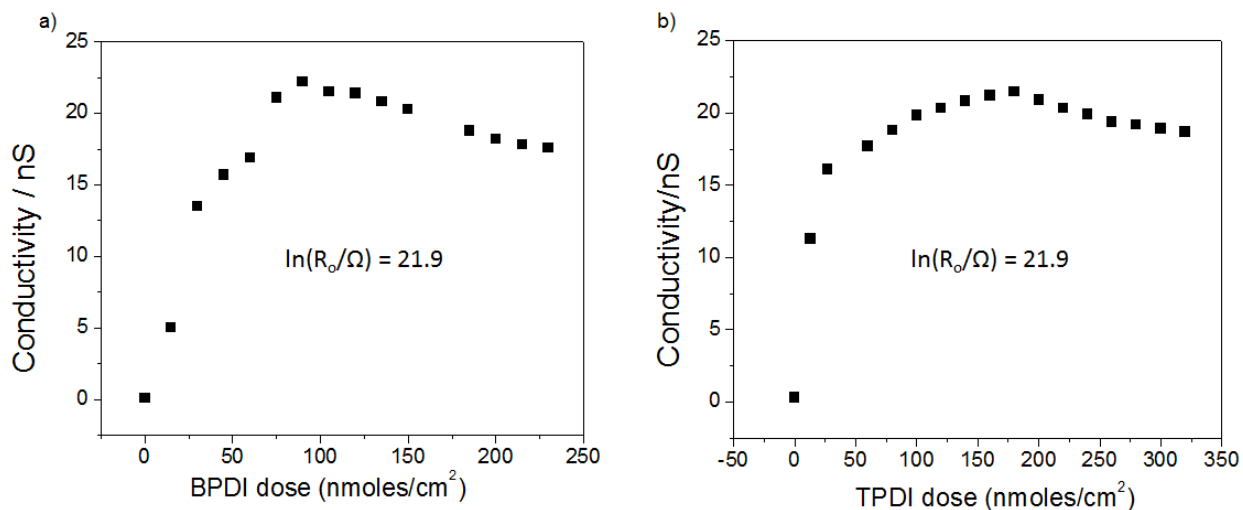 a)
25
20
15
10
5
0
Conductivity / nS
ln(Rₒ/Ω) = 21.9
0 50 100 150 200 250
BPDI dose (nmoles/cm²)
b)
25
20
15
10
5
0
Conductivity/nS
ln(Rₒ/Ω) = 21.9
-50 0 50 100 150 200 250 300 350
TPDI dose (nmoles/cm²)